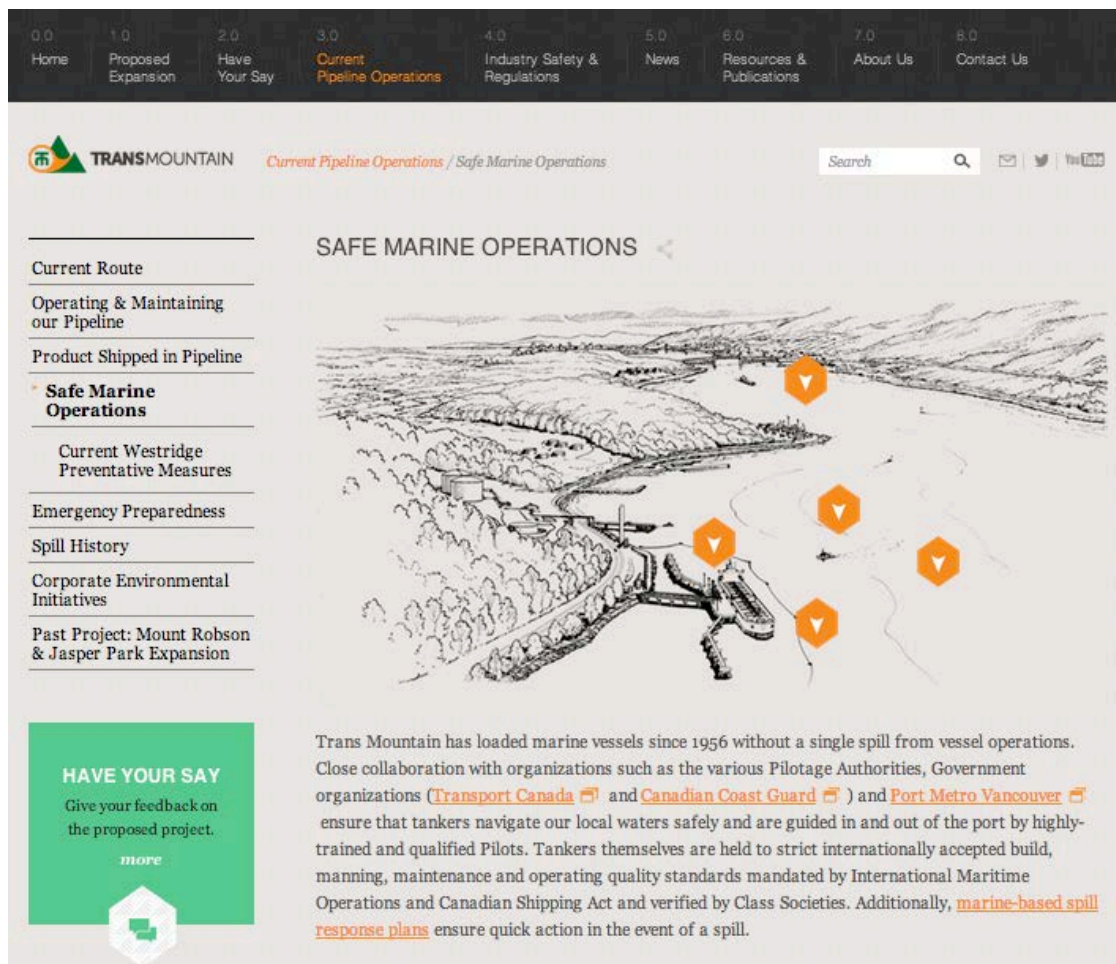 0.0
Home
1.0
Proposed
Expansion
2.0
Have
Your Say
3.0
Current
Pipeline Operations
4.0
Industry Safety &
Regulations
5.0
News
6.0
Resources &
Publications
7.0
About Us
8.0
Contact Us
TRANSMOUNTAIN
Current Pipeline Operations / Safe Marine Operations
Search
YouTube
Current Route
Operating & Maintaining
our Pipeline
Product Shipped in Pipeline
Safe Marine
Operations
Current Westridge
Preventative Measures
Emergency Preparedness
Spill History
Corporate Environmental
Initiatives
Past Project: Mount Robson
& Jasper Park Expansion
HAVE YOUR SAY
Give your feedback on
the proposed project.
more
SAFE MARINE OPERATIONS
Trans Mountain has loaded marine vessels since 1956 without a single spill from vessel operations.
Close collaboration with organizations such as the various Pilotage Authorities, Government
organizations (Transport Canada and Canadian Coast Guard ) and Port Metro Vancouver
ensure that tankers navigate our local waters safely and are guided in and out of the port by highly-
trained and qualified Pilots. Tankers themselves are held to strict internationally accepted build,
manning, maintenance and operating quality standards mandated by International Maritime
Operations and Canadian Shipping Act and verified by Class Societies. Additionally, marine-based spill
response plans ensure quick action in the event of a spill.